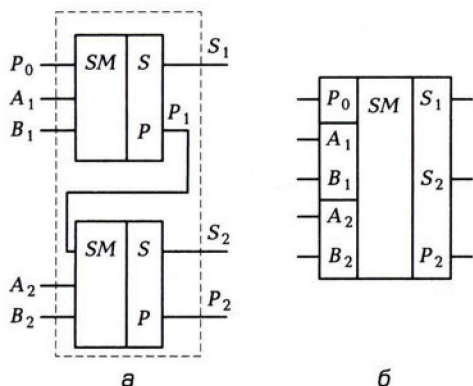 S₁
P₀ SM S
A₁
B₁ P P₁
SM S S₂
A₂
B₂ P P₂
а
P₀ SM S₁
A₁
B₁ S₂
A₂
B₂ P₂
б